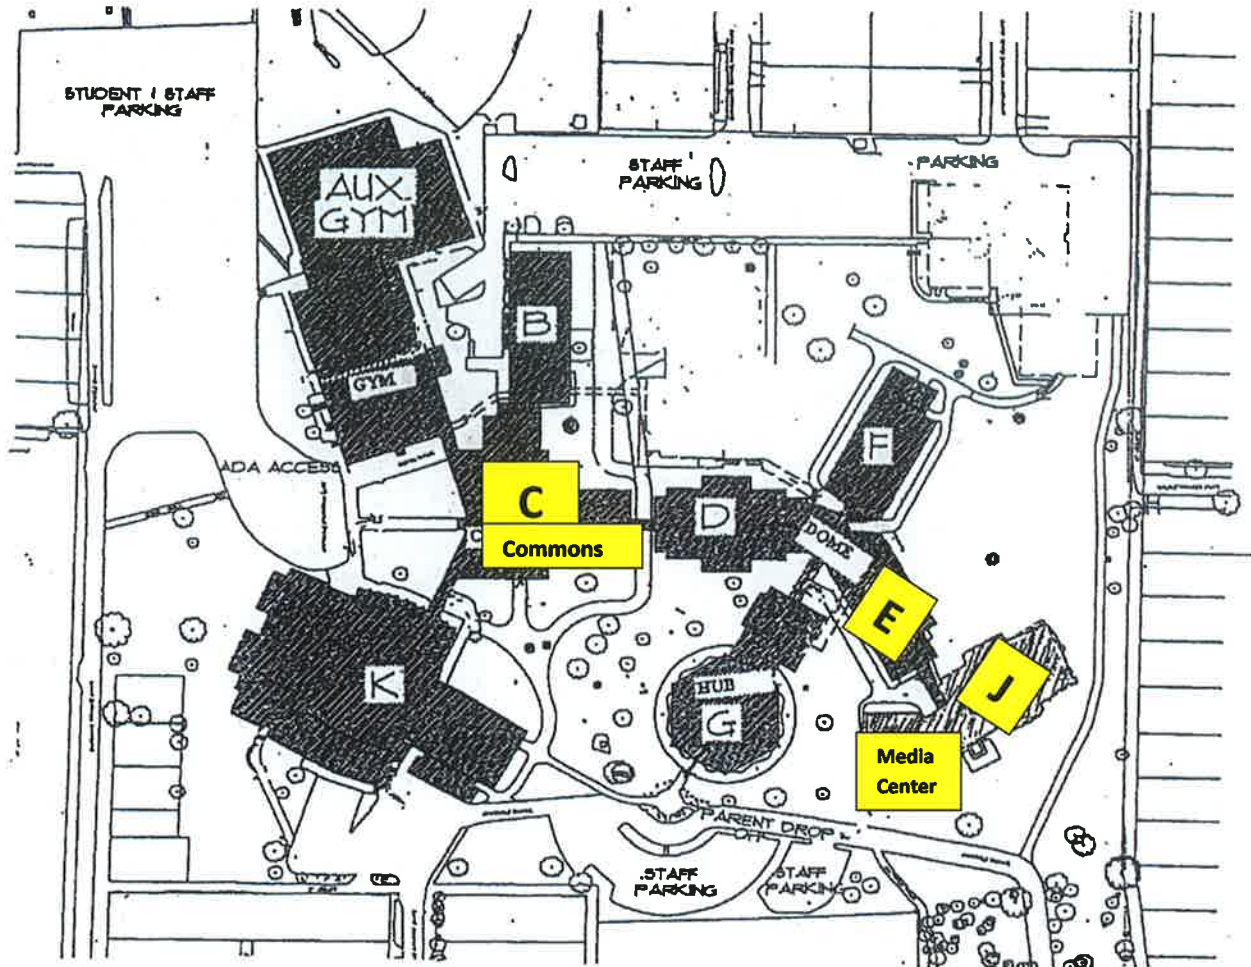 STUDENT / STAFF
PARKING
STAFF
PARKING
PARKING
AUX.
GYM
B
GYM
F
ADA ACCESS
C
D
Commons
DOME
E
K
HUB
G
J
Media
Center
PARENT DROP
OFF
STAFF
PARKING
STAFF
PARKING